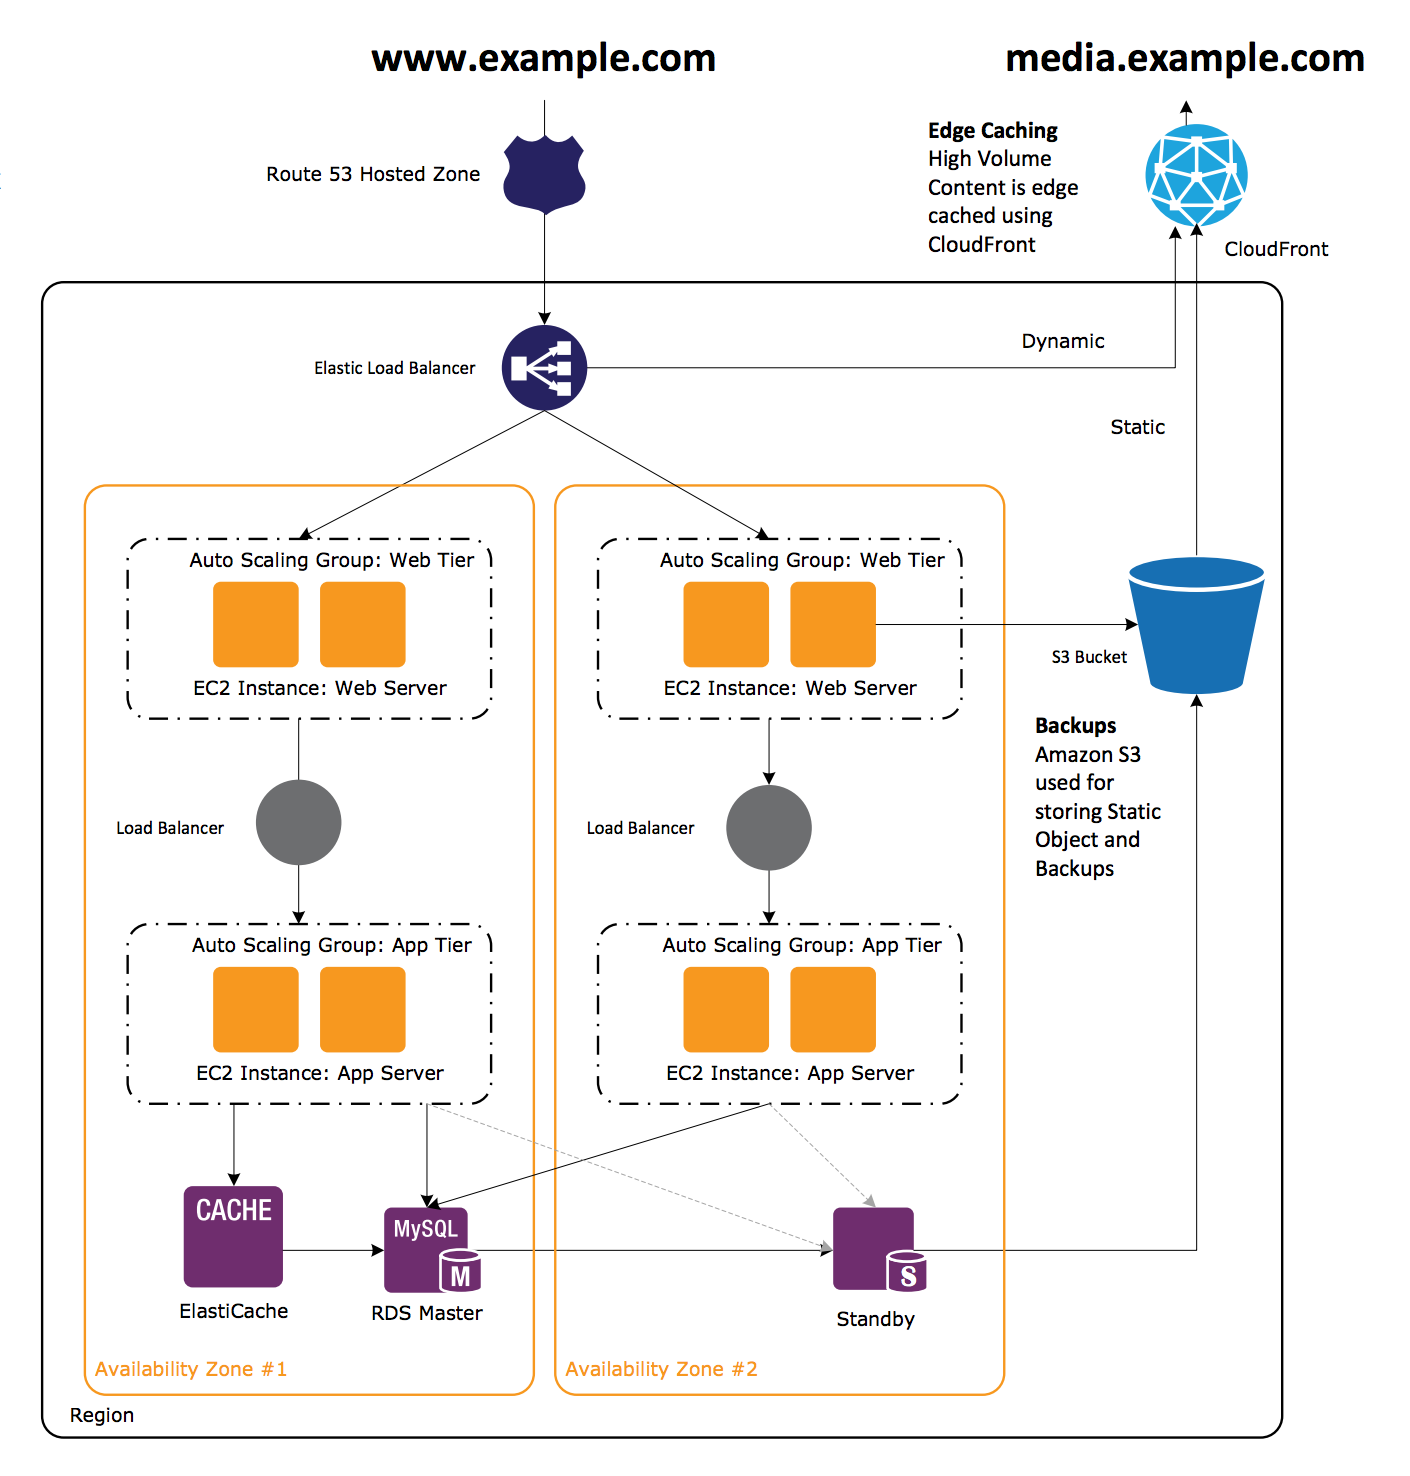 www.example.com
media.example.com
Edge Caching
High Volume
Content is edge
cached using
CloudFront
Route 53 Hosted Zone
CloudFront
Elastic Load Balancer
Dynamic
Static
Auto Scaling Group: Web Tier
EC2 Instance: Web Server
Auto Scaling Group: Web Tier
EC2 Instance: Web Server
S3 Bucket
Backups
Amazon S3
used for
storing Static
Object and
Backups
Load Balancer
Load Balancer
Auto Scaling Group: App Tier
EC2 Instance: App Server
Auto Scaling Group: App Tier
EC2 Instance: App Server
CACHE
ElastiCache
MySQL
M
RDS Master
S
Standby
Availability Zone #1
Availability Zone #2
Region